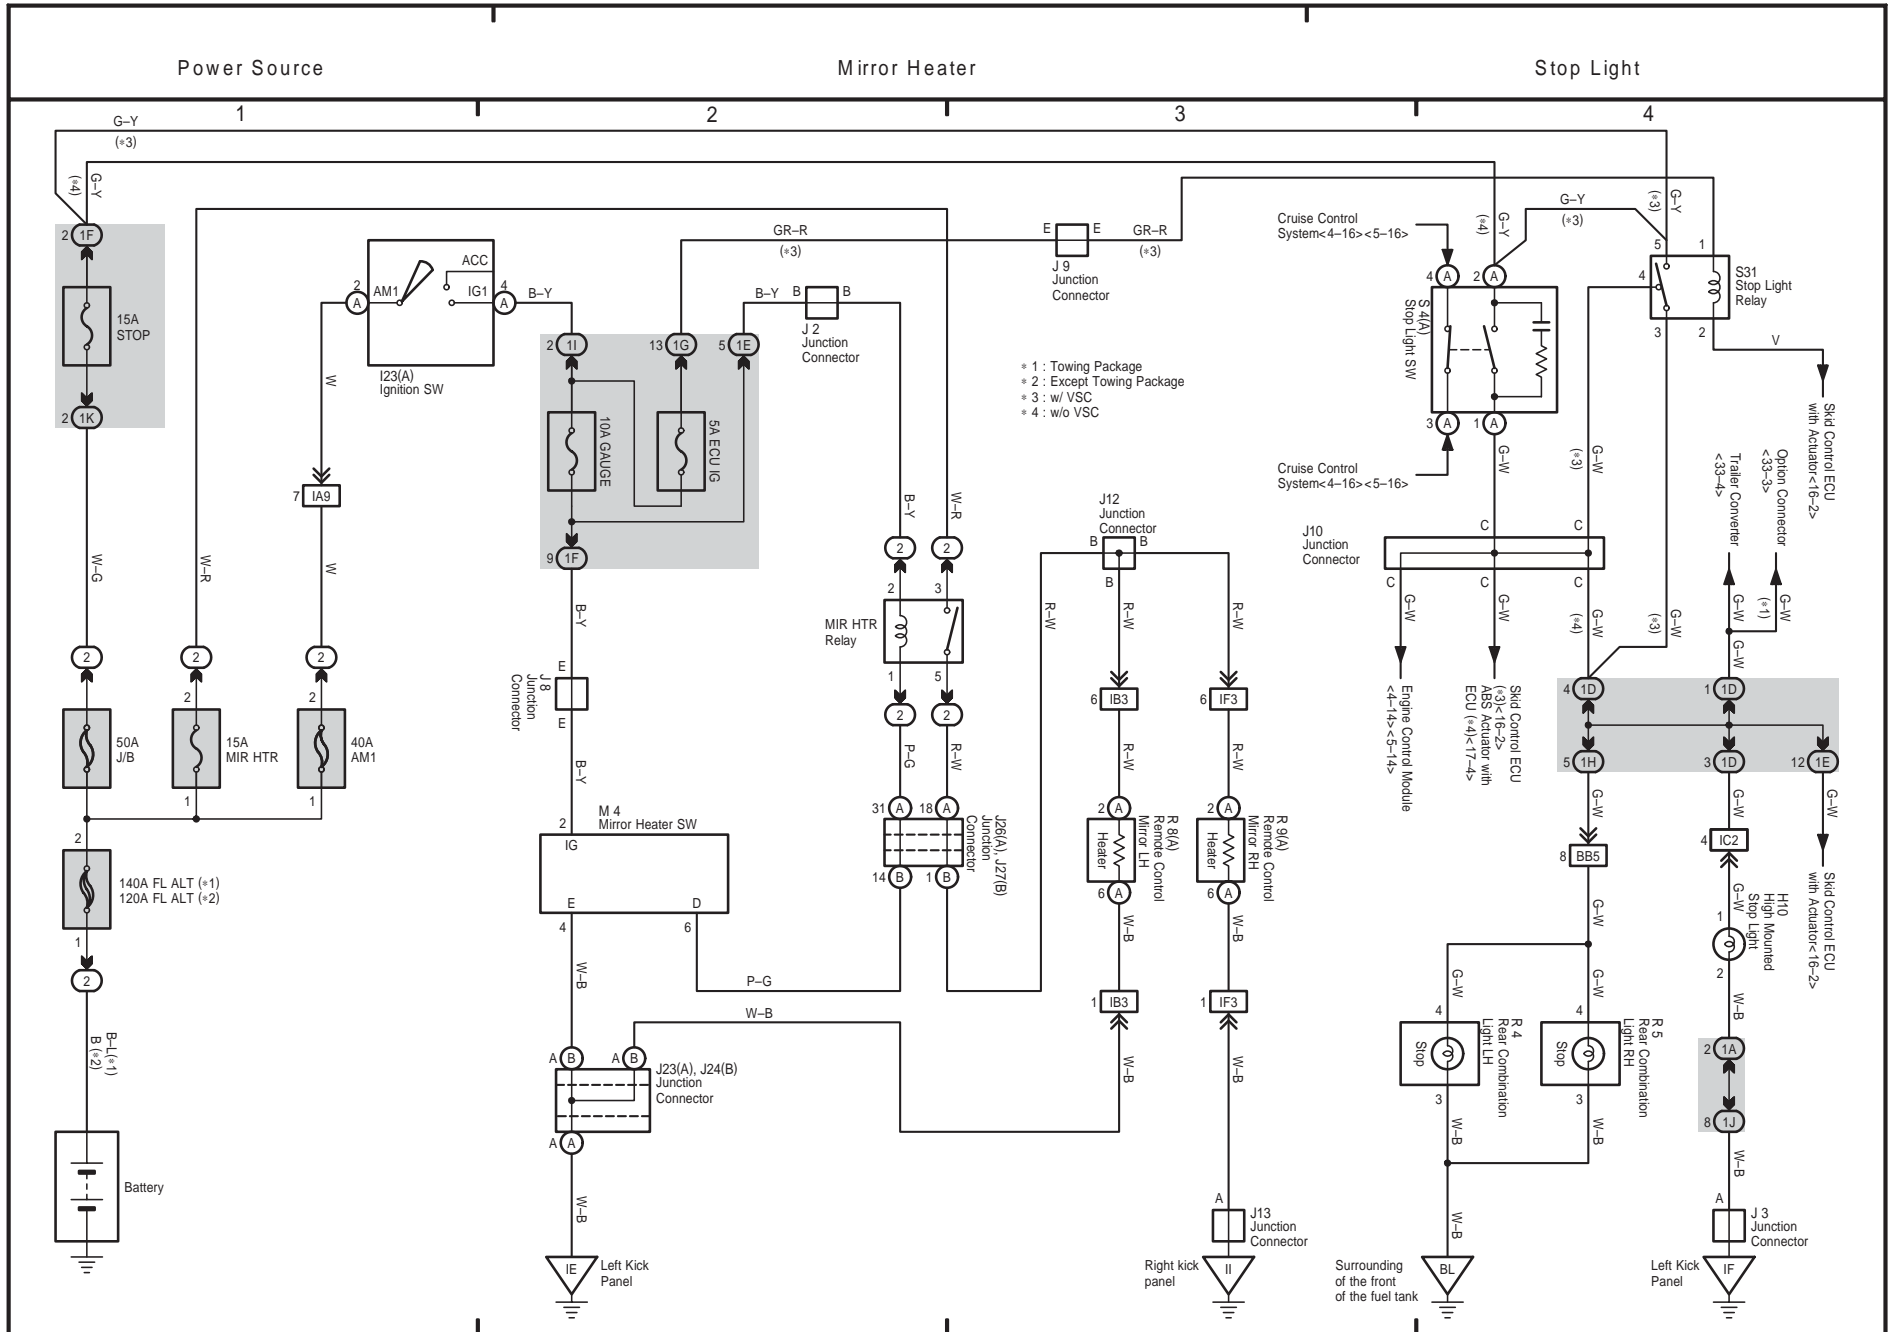 Power Source
Mirror Heater
Stop Light
1
2
3
4
G–Y
(∗3)
G–Y
(∗4)
2
1F
15A
STOP
2
1K
W–G
2
2
50A
J/B
W–R
2
2
15A
MIR HTR
1
W
7
IA9
W
2
2
40A
AM1
1
2
140A FL ALT (∗1)
120A FL ALT (∗2)
1
2
B–L(∗1)
B (∗2)
Battery
2
A
AM1
ACC
IG1
4
A
I23(A)
Ignition SW
B–Y
2
1I
13
1G
5
1E
10A GAUGE
5A ECU IG
9
1F
B–Y
E
J 8
Junction
Connector
E
B–Y
M 4
Mirror Heater SW
2
IG
E
D
4
6
W–B
P–G
W–B
A
B
A
B
J23(A), J24(B)
Junction
Connector
A
A
W–B
IE
Left Kick
Panel
GR–R
(∗3)
B–Y
B
B
J 2
Junction
Connector
E
E
J 9
Junction
Connector
GR–R
(∗3)
∗ 1 : Towing Package
∗ 2 : Except Towing Package
∗ 3 : w/ VSC
∗ 4 : w/o VSC
B–Y
W–R
2
2
2
3
MIR HTR
Relay
1
5
2
2
P–G
R–W
31
A
18
A
J26(A), J27(B)
Junction
Connector
14
B
1
B
R–W
J12
Junction
Connector
B
B
B
R–W
R–W
6
IB3
6
IF3
R–W
R–W
2
A
2
A
Heater
R 8(A)
Remote Control
Mirror LH
Heater
R 9(A)
Remote Control
Mirror RH
6
A
6
A
W–B
W–B
1
IB3
1
IF3
W–B
W–B
A
J13
Junction
Connector
Right kick
panel
II
Cruise Control
System<4–16><5–16>
4
A
2
A
G–Y
(∗4)
G–Y
(∗3)
G–Y
(∗3)
S 4(A)
Stop Light SW
3
A
1
A
Cruise Control
System<4–16><5–16>
G–W
5
1
4
S31
Stop Light
Relay
3
2
V
Skid Control ECU
with Actuator<16–2>
G–W
(∗3)
J10
Junction
Connector
C
C
C
C
C
G–W
G–W
G–W
(∗4)
G–W
(∗3)
Engine Control Module
<4–14><5–14>
Skid Control ECU
(∗3)<16–2>
ABS Actuator with
ECU (∗4)<17–4>
Trailer Converter
<33–4>
Option Connector
<33–3>
G–W
G–W
(∗1)
G–W
4
1D
1
1D
5
1H
3
1D
12
1E
G–W
G–W
G–W
8
BB5
4
IC2
Skid Control ECU
with Actuator<16–2>
G–W
G–W
H10
High Mounted
Stop Light
1
2
G–W
G–W
4
4
Stop
R 4
Rear Combination
Light LH
Stop
R 5
Rear Combination
Light RH
3
3
W–B
W–B
W–B
2
1A
8
1J
W–B
W–B
A
J 3
Junction
Connector
Surrounding
of the front
of the fuel tank
BL
Left Kick
Panel
IF